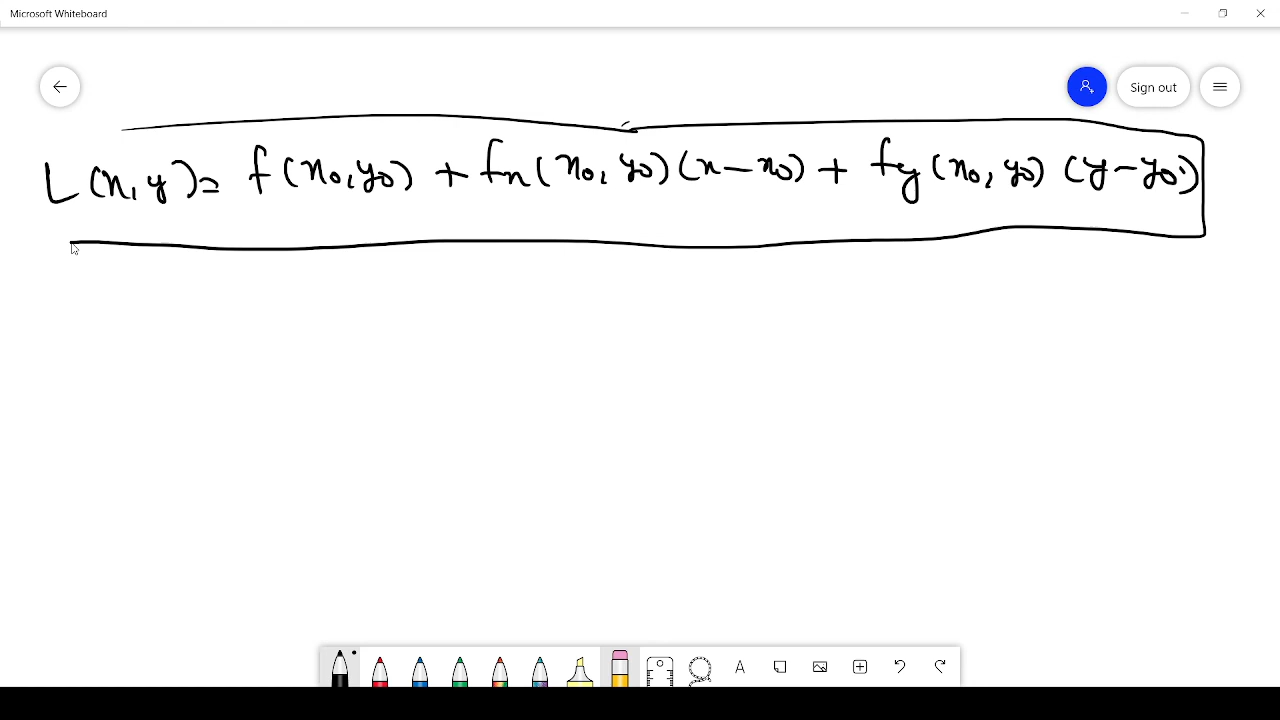 Microsoft Whiteboard
Sign out
L(x,y) = f(x₀,y₀) + fx(x₀,y₀)(x-x₀) + fy(x₀,y₀)(y-y₀)
A